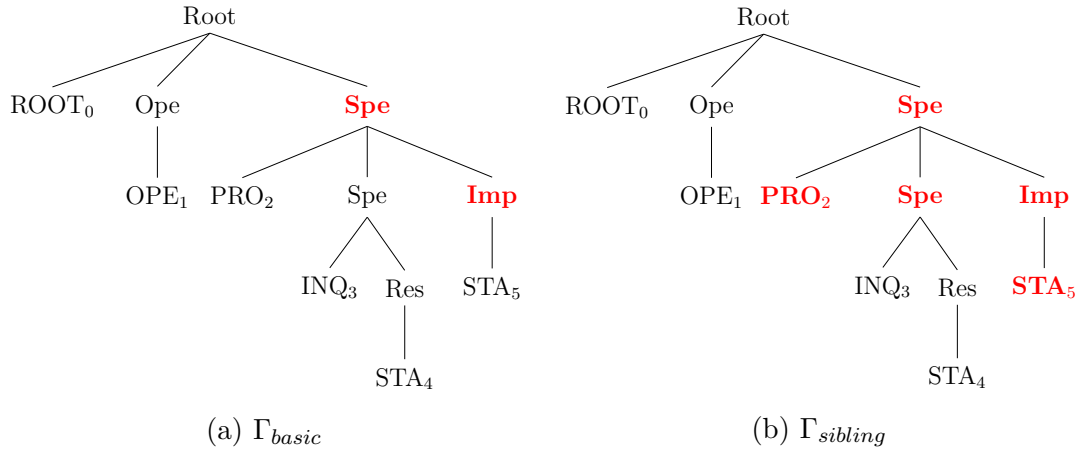 Root Root
ROOT₀ Ope Spe ROOT₀ Ope Spe
OPE₁ PRO₂ Spe Imp OPE₁ PRO₂ Spe Imp
INQ₃ Res STA₅ INQ₃ Res STA₅
STA₄ STA₄
(a) Γbasic (b) Γsibling